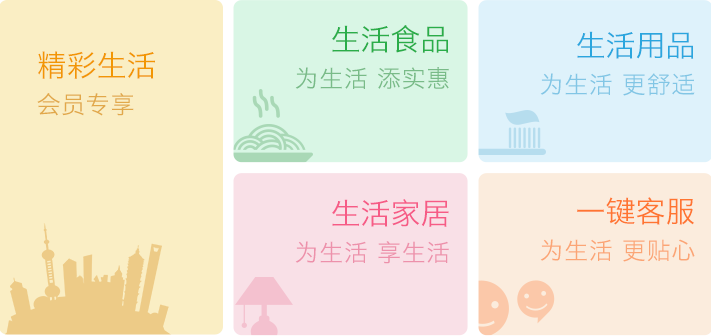 精彩生活
会员专享
生活食品
为生活 添实惠
生活用品
为生活 更舒适
生活家居
为生活 享生活
一键客服
为生活 更贴心